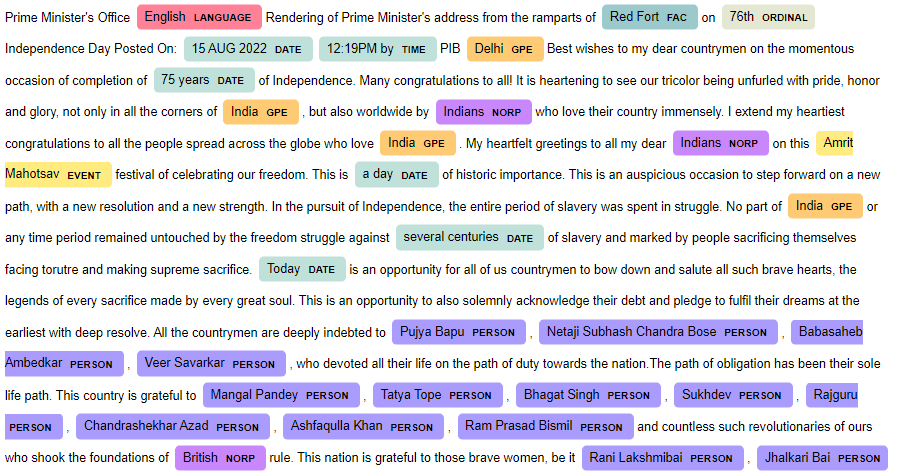 Prime Minister's Office English LANGUAGE Rendering of Prime Minister's address from the ramparts of Red Fort FAC on 76th ORDINAL
Independence Day Posted On: 15 AUG 2022 DATE 12:19PM by TIME PIB Delhi GPE Best wishes to my dear countrymen on the momentous
occasion of completion of 75 years DATE of Independence. Many congratulations to all! It is heartening to see our tricolor being unfurled with pride, honor
and glory, not only in all the corners of India GPE , but also worldwide by Indians NORP who love their country immensely. I extend my heartiest
congratulations to all the people spread across the globe who love India GPE . My heartfelt greetings to all my dear Indians NORP on this Amrit
Mahotsav EVENT festival of celebrating our freedom. This is a day DATE of historic importance. This is an auspicious occasion to step forward on a new
path, with a new resolution and a new strength. In the pursuit of Independence, the entire period of slavery was spent in struggle. No part of India GPE or
any time period remained untouched by the freedom struggle against several centuries DATE of slavery and marked by people sacrificing themselves
facing torutre and making supreme sacrifice. Today DATE is an opportunity for all of us countrymen to bow down and salute all such brave hearts, the
legends of every sacrifice made by every great soul. This is an opportunity to also solemnly acknowledge their debt and pledge to fulfil their dreams at the
earliest with deep resolve. All the countrymen are deeply indebted to Pujya Bapu PERSON , Netaji Subhash Chandra Bose PERSON , Babasaheb
Ambedkar PERSON , Veer Savarkar PERSON , who devoted all their life on the path of duty towards the nation.The path of obligation has been their sole
life path. This country is grateful to Mangal Pandey PERSON , Tatya Tope PERSON , Bhagat Singh PERSON , Sukhdev PERSON , Rajguru
PERSON , Chandrashekhar Azad PERSON , Ashfaqulla Khan PERSON , Ram Prasad Bismil PERSON and countless such revolutionaries of ours
who shook the foundations of British NORP rule. This nation is grateful to those brave women, be it Rani Lakshmibai PERSON , Jhalkari Bai PERSON